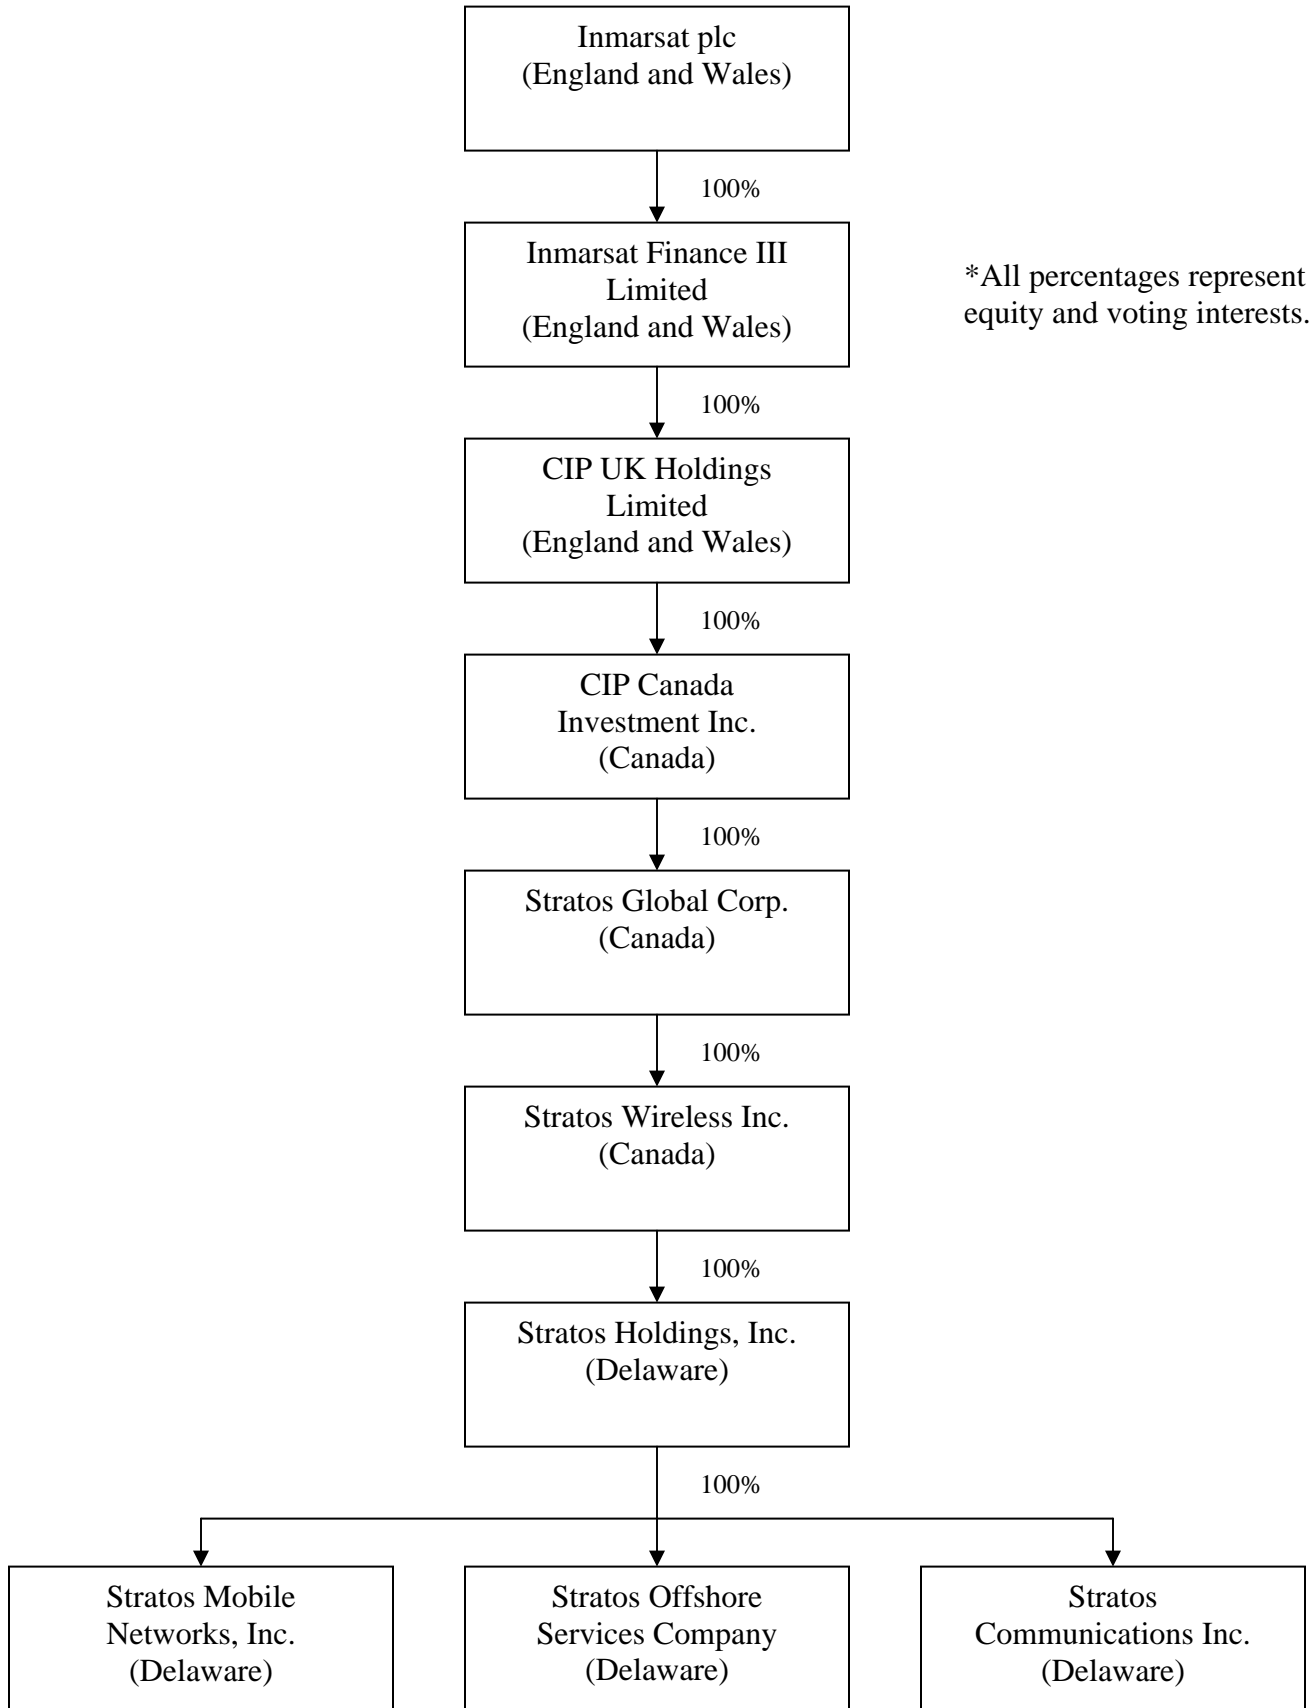 Inmarsat plc
(England and Wales)
100%
Inmarsat Finance III
Limited
(England and Wales)
*All percentages represent
equity and voting interests.
100%
CIP UK Holdings
Limited
(England and Wales)
100%
CIP Canada
Investment Inc.
(Canada)
100%
Stratos Global Corp.
(Canada)
100%
Stratos Wireless Inc.
(Canada)
100%
Stratos Holdings, Inc.
(Delaware)
100%
Stratos Mobile
Networks, Inc.
(Delaware)
Stratos Offshore
Services Company
(Delaware)
Stratos
Communications Inc.
(Delaware)